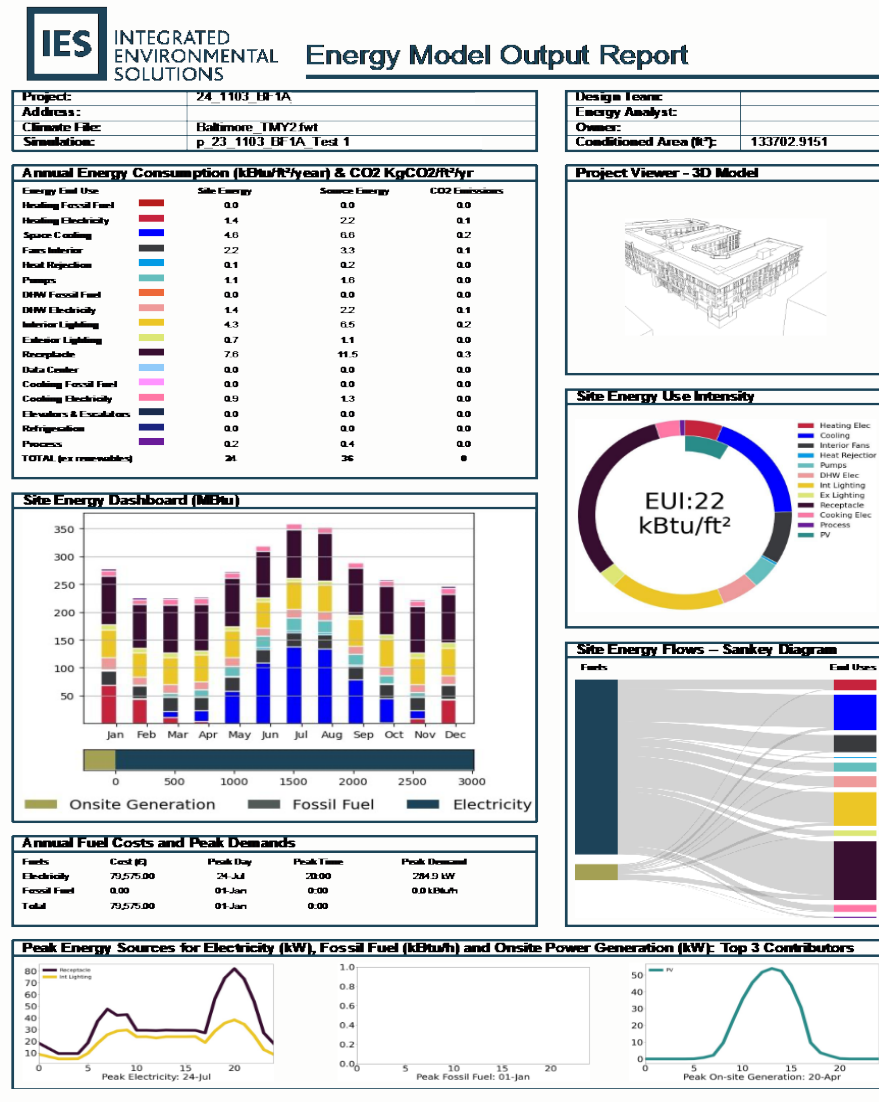 IES INTEGRATED
ENVIRONMENTAL
SOLUTIONS
Energy Model Output Report
Project: 24_1103_BF1A
Address:
Climate File: Baltimore_TMY2.fwt
Simulation: p_23_1103_BF1A_Test 1
Design Team:
Energy Analyst:
Owner:
Conditioned Area (ft²): 133702.9151
Annual Energy Consumption (kBtu/ft²/year) & CO2 KgCO2/ft²/yr
Energy End Use Site Energy Source Energy CO2 Emissions
Heating Fossil Fuel 0.0 0.0 0.0
Heating Electricity 1.4 2.2 0.1
Space Cooling 4.6 6.6 0.2
Fans Interior 2.2 3.3 0.1
Heat Rejection 0.1 0.2 0.0
Pumps 1.1 1.6 0.0
DHW Fossil Fuel 0.0 0.0 0.0
DHW Electricity 1.4 2.2 0.1
Interior Lighting 4.3 6.5 0.2
Exterior Lighting 0.7 1.1 0.0
Receptacle 7.6 11.5 0.3
Data Center 0.0 0.0 0.0
Cooking Fossil Fuel 0.0 0.0 0.0
Cooking Electricity 0.9 1.3 0.0
Elevators & Escalators 0.0 0.0 0.0
Refrigeration 0.0 0.0 0.0
Process 0.2 0.4 0.0
TOTAL (ex renewables) 24 36 0
Project Viewer - 3D Model
Site Energy Use Intensity
EUI:22
kBtu/ft²
Heating Elec
Cooling
Interior Fans
Heat Rejection
Pumps
DHW Elec
Int Lighting
Ex Lighting
Receptacle
Cooking Elec
Process
PV
Site Energy Dashboard (MBtu)
350
300
250
200
150
100
50
Jan Feb Mar Apr May Jun Jul Aug Sep Oct Nov Dec
0 500 1000 1500 2000 2500 3000
Onsite Generation Fossil Fuel Electricity
Site Energy Flows – Sankey Diagram
Fuels End Uses
Annual Fuel Costs and Peak Demands
Fuels Cost (£) Peak Day Peak Time Peak Demand
Electricity 79,575.00 24-Jul 20:00 284.9 kW
Fossil Fuel 0.00 01-Jan 0:00 0.0 kBtu/h
Total 79,575.00 01-Jan 0:00
Peak Energy Sources for Electricity (kW), Fossil Fuel (kBtu/h) and Onsite Power Generation (kW): Top 3 Contributors
Receptacle
Int Lighting
80
70
60
50
40
30
20
10
0 5 10 15 20
Peak Electricity: 24-Jul
1.0
0.8
0.6
0.4
0.2
0.0
0 5 10 15 20
Peak Fossil Fuel: 01-Jan
PV
50
40
30
20
10
0
0 5 10 15 20
Peak On-site Generation: 20-Apr